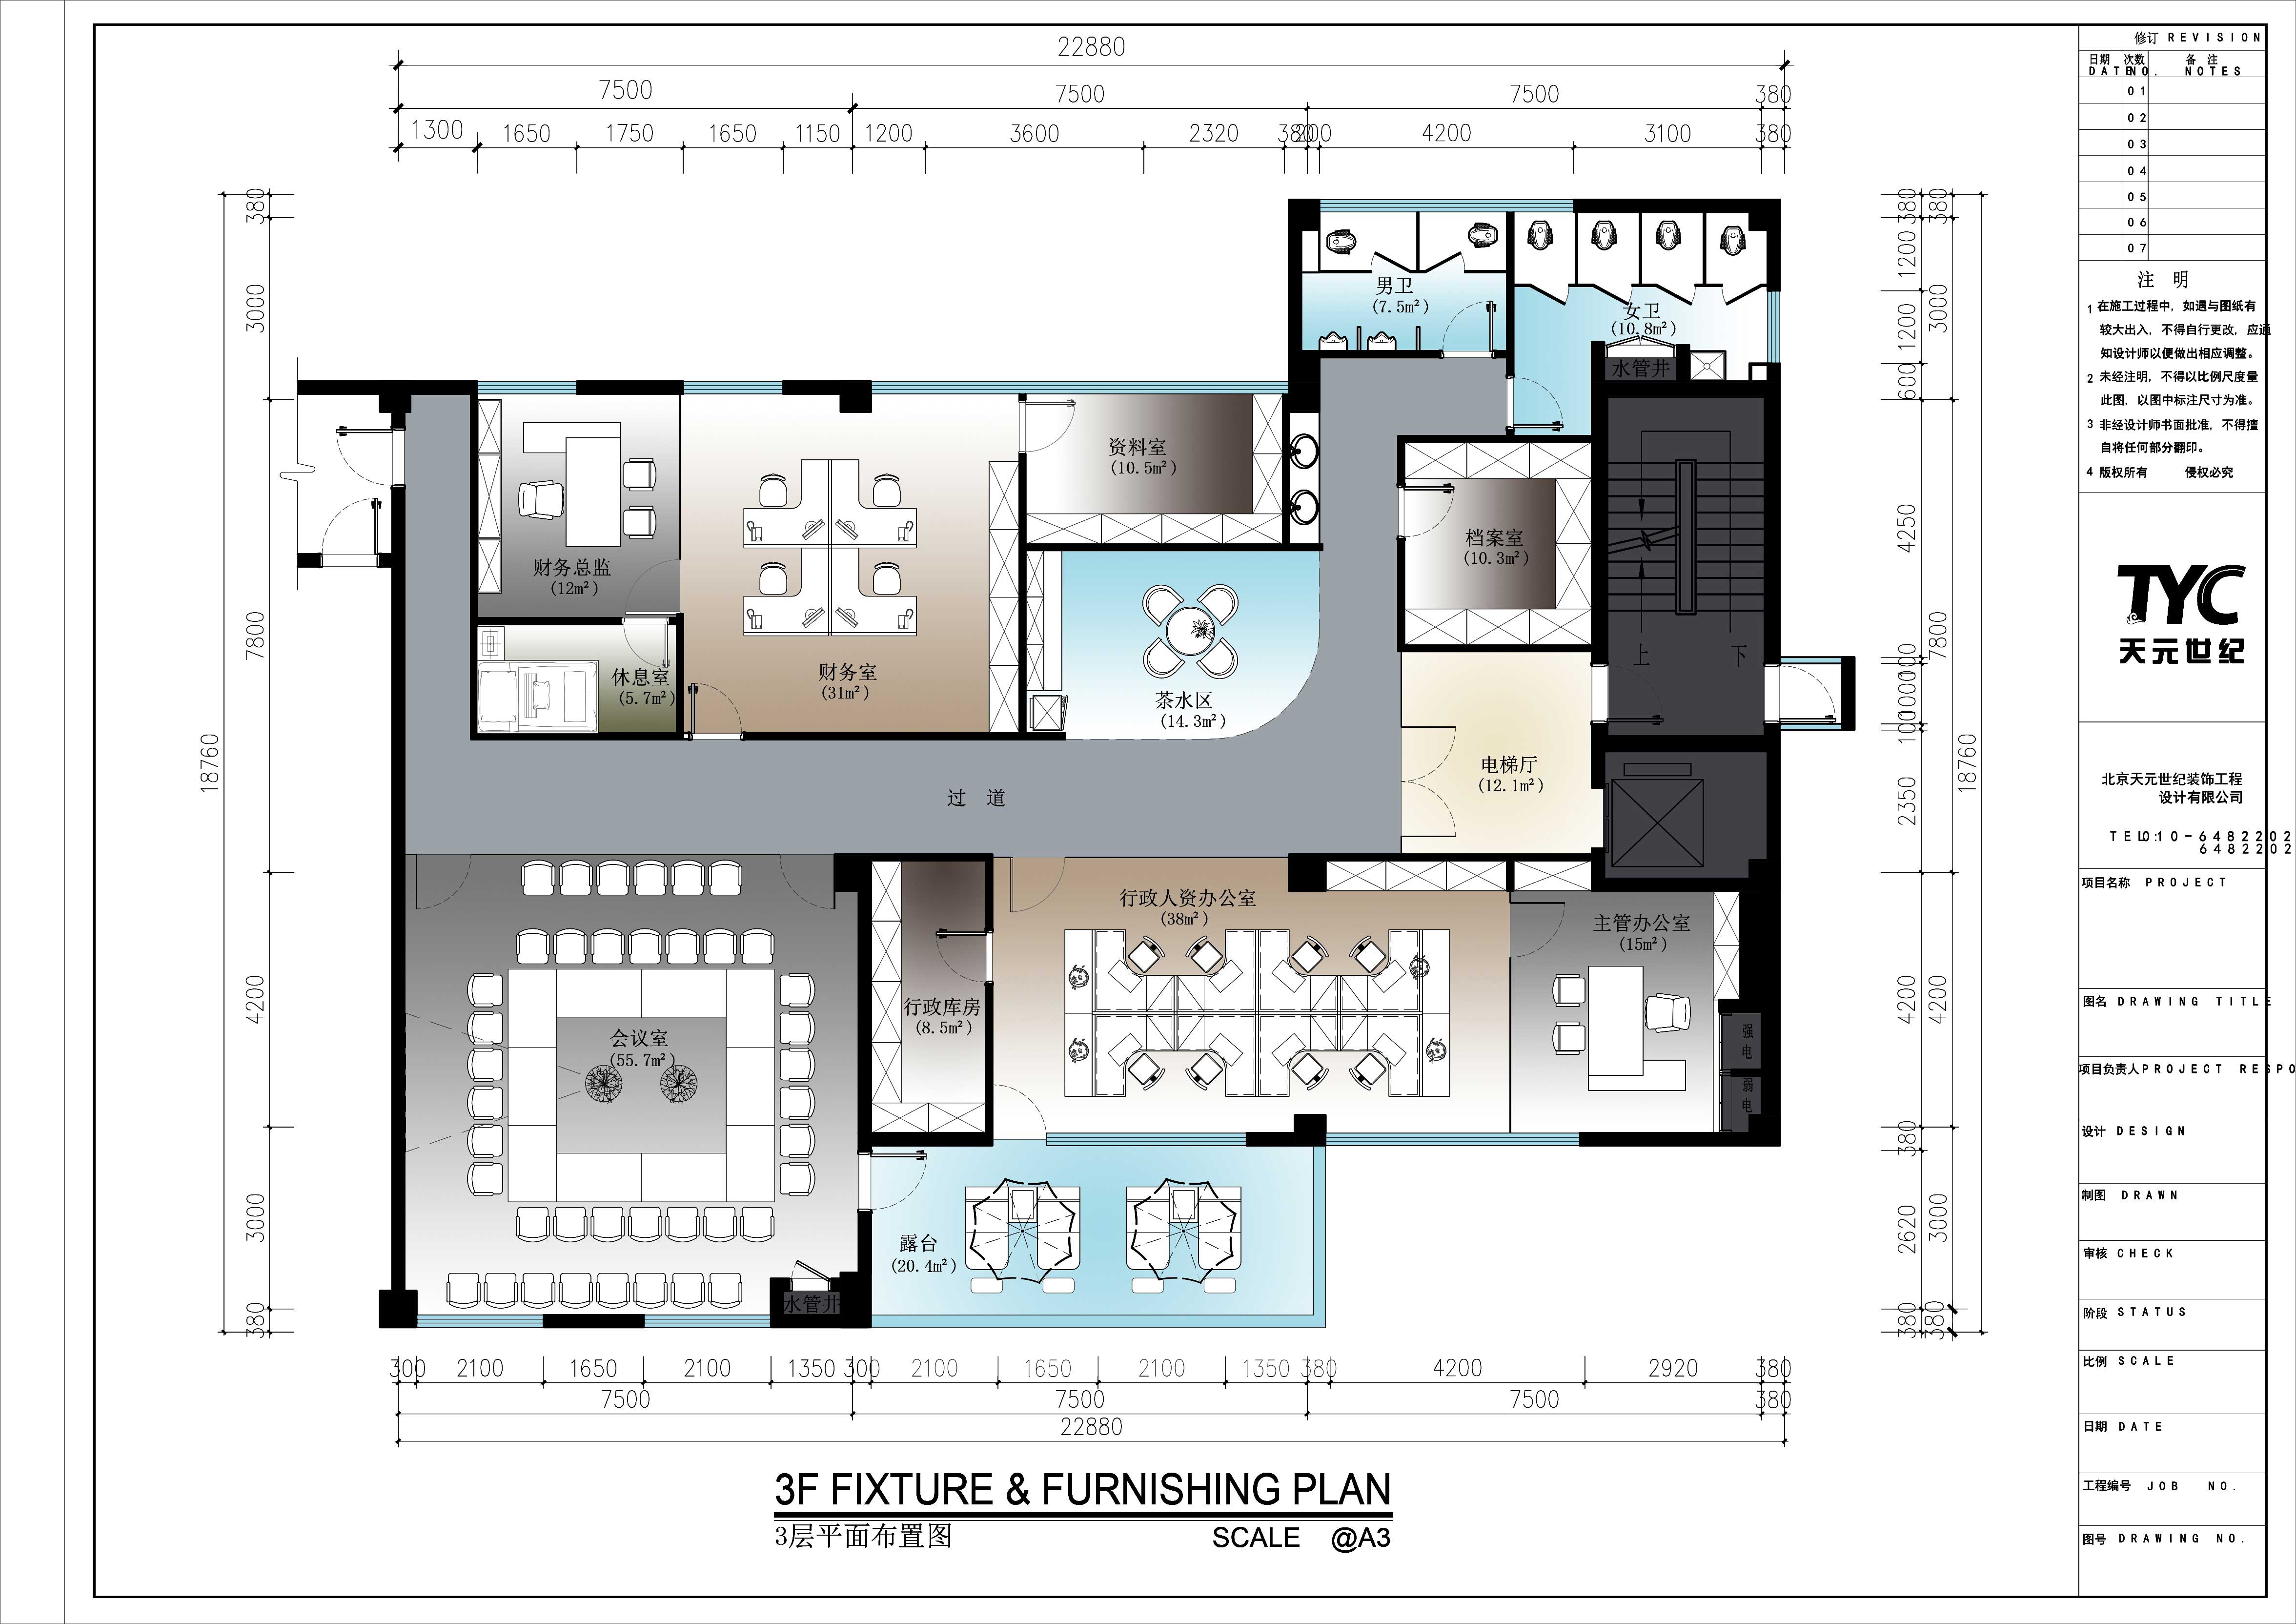 22880
7500 7500 7500 380
1300 1650 1750 1650 1150 1200 3600 2320 380 200 4200 3100 380
380
3000
7800
4200
3000
380
18760
男卫
(7.5m²)
女卫
(10.8m²)
水管井
资料室
(10.5m²)
档案室
(10.3m²)
财务总监
(12m²)
休息室
(5.7m²)
财务室
(31m²)
茶水区
(14.3m²)
上 下
电梯厅
(12.1m²)
过 道
行政人资办公室
(38m²)
主管办公室
(15m²)
行政库房
(8.5m²)
会议室
(55.7m²)
强电
弱电
露台
(20.4m²)
水管井
380
1200
1200
600
4250
1000
2350
4200
380
2620
380
380
3000
7800
4200
3000
380
18760
300 2100 1650 2100 1350 300 2100 1650 2100 1350 380 4200 2920 380
7500 7500 7500 380
22880
3F FIXTURE & FURNISHING PLAN
3层平面布置图 SCALE @A3
修订 REVISION
日期 次数 备 注
DATE NO. NOTES
01
02
03
04
05
06
07
注 明
1 在施工过程中, 如遇与图纸有
较大出入, 不得自行更改, 应通
知设计师以便做出相应调整。
2 未经注明, 不得以比例尺度量
此图, 以图中标注尺寸为准。
3 非经设计师书面批准, 不得擅
自将任何部分翻印。
4 版权所有 侵权必究
TYC
天元世纪
北京天元世纪装饰工程
设计有限公司
TEL:010-6482202
6482202
项目名称 PROJECT
图名 DRAWING TITLE
项目负责人 PROJECT RESPO
设计 DESIGN
制图 DRAWN
审核 CHECK
阶段 STATUS
比例 SCALE
日期 DATE
工程编号 JOB NO.
图号 DRAWING NO.